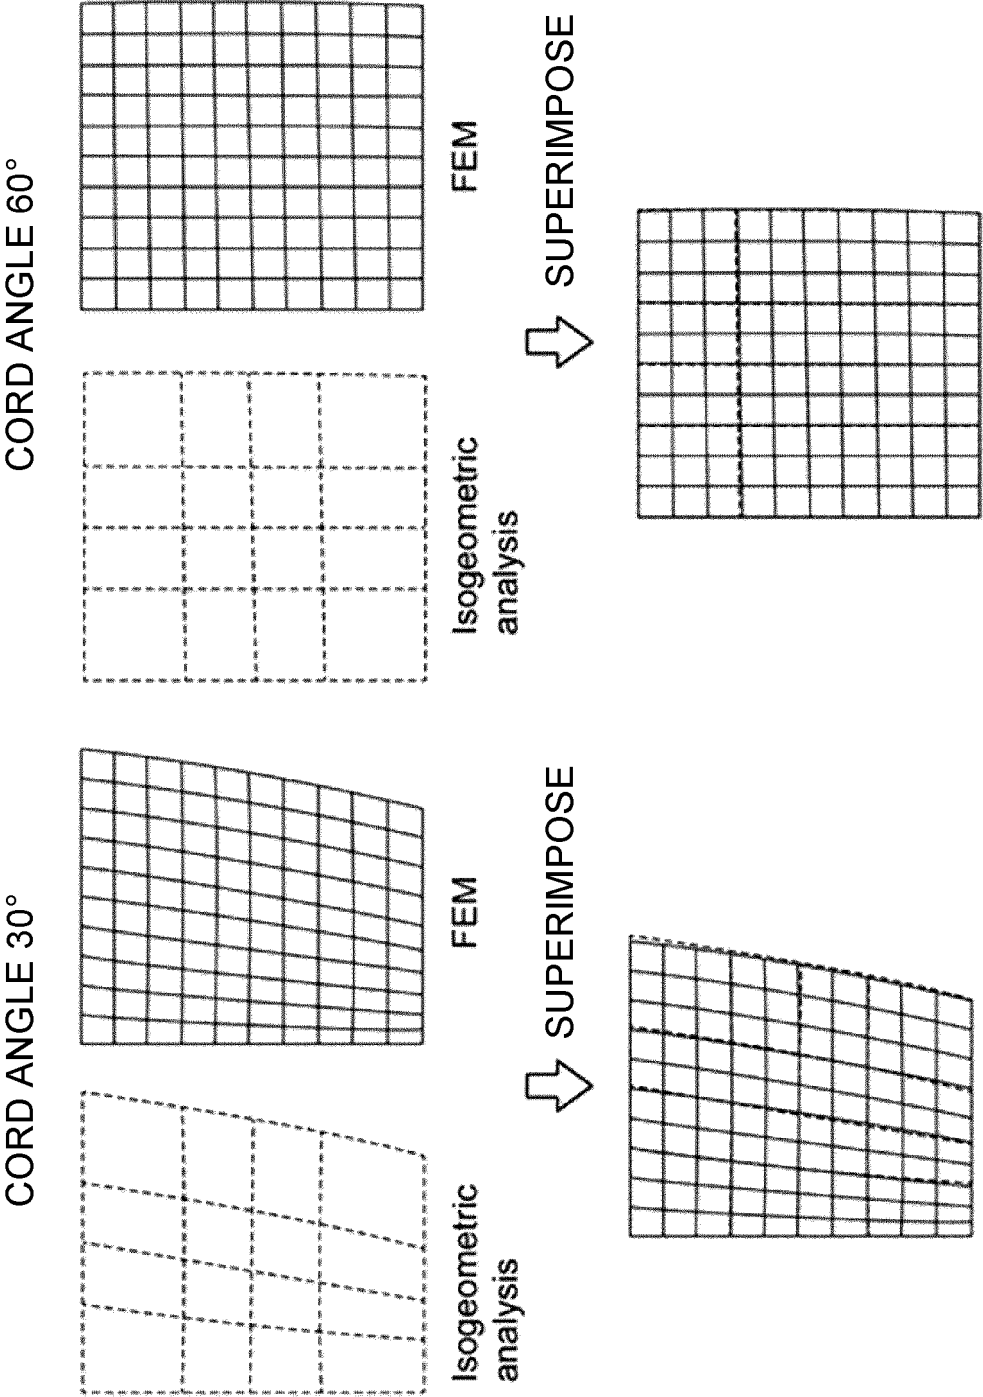 CORD ANGLE 30°
Isogeometric
analysis
FEM
SUPERIMPOSE
CORD ANGLE 60°
Isogeometric
analysis
FEM
SUPERIMPOSE